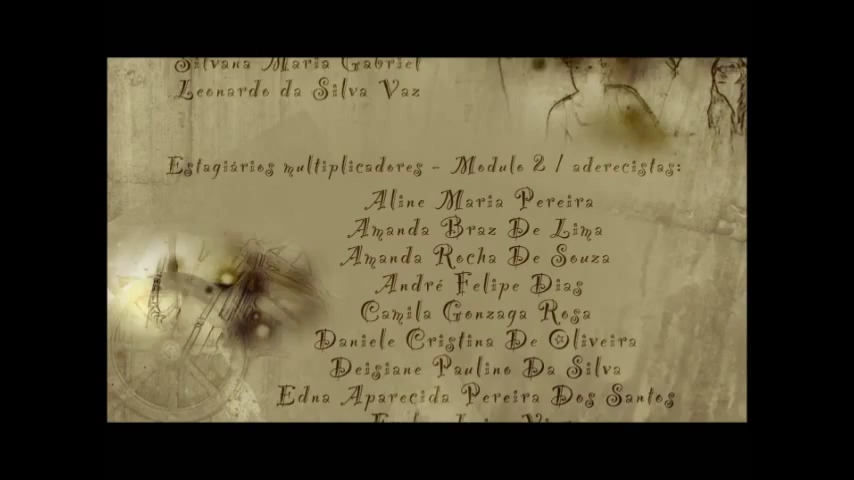 Silvana Maria Gabriel
Leonardo da Silva Vaz
Estagiários multiplicadores - Modulo 2 / aderecistas:
Aline Maria Pereira
Amanda Braz De Lima
Amanda Rocha De Souza
André Felipe Dias
Camila Gonzaga Rosa
Daniele Cristina De Oliveira
Deisiane Paulino Da Silva
Edna Aparecida Pereira Dos Santos